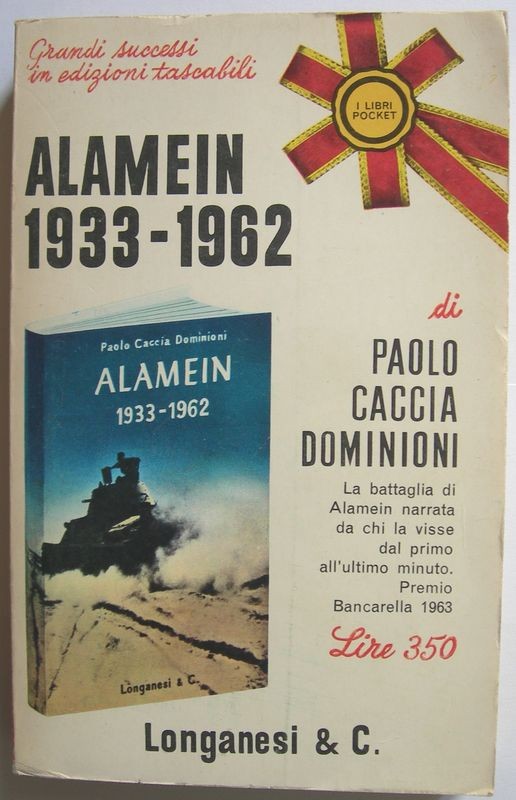 Grandi successi
in edizioni tascabili
I LIBRI
POCKET
ALAMEIN
1933-1962
di
PAOLO
CACCIA
DOMINIONI
La battaglia di
Alamein narrata
da chi la visse
dal primo
all'ultimo minuto.
Premio
Bancarella 1963
Lire 350
Paolo Caccia Dominioni
ALAMEIN
1933-1962
Longanesi & C.
Longanesi & C.